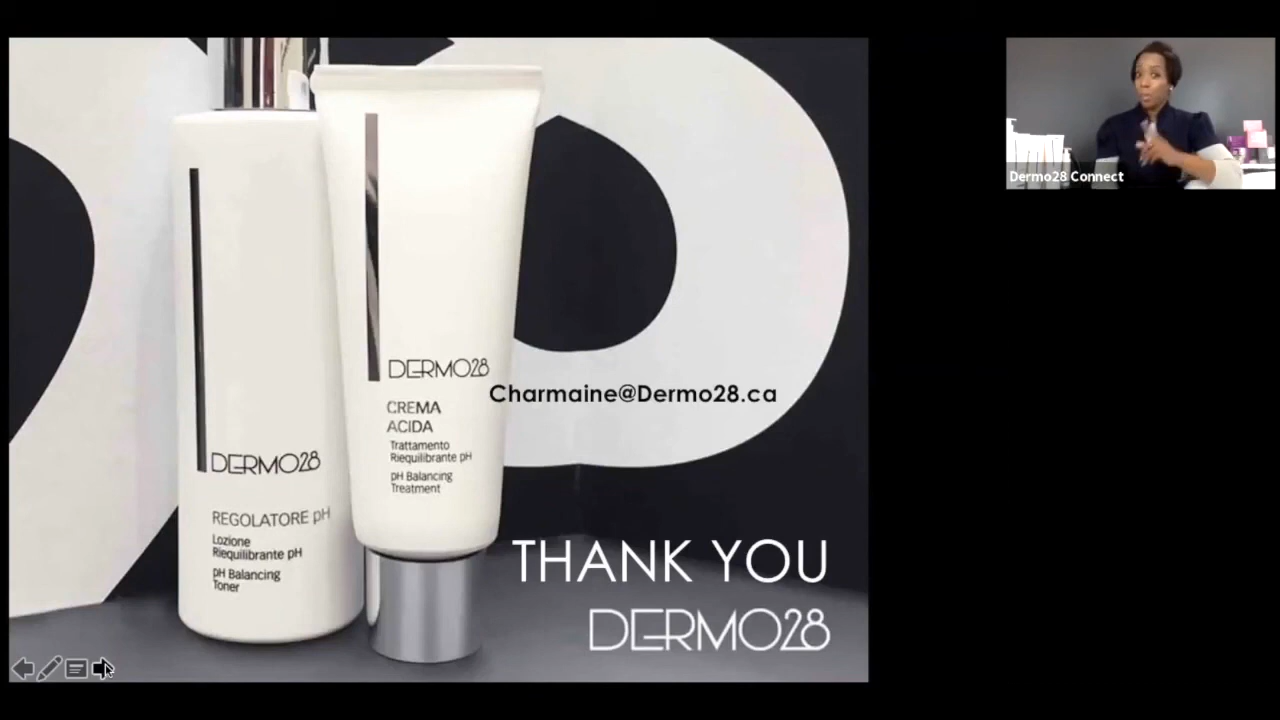 DERMO28
REGOLATORE pH
Lozione
Riequilibrante pH
pH Balancing
Toner
DERMO28
CREMA
ACIDA
Trattamento
Riequilibrante pH
pH Balancing
Treatment
Charmaine@Dermo28.ca
THANK YOU
DERMO28
Dermo28 Connect